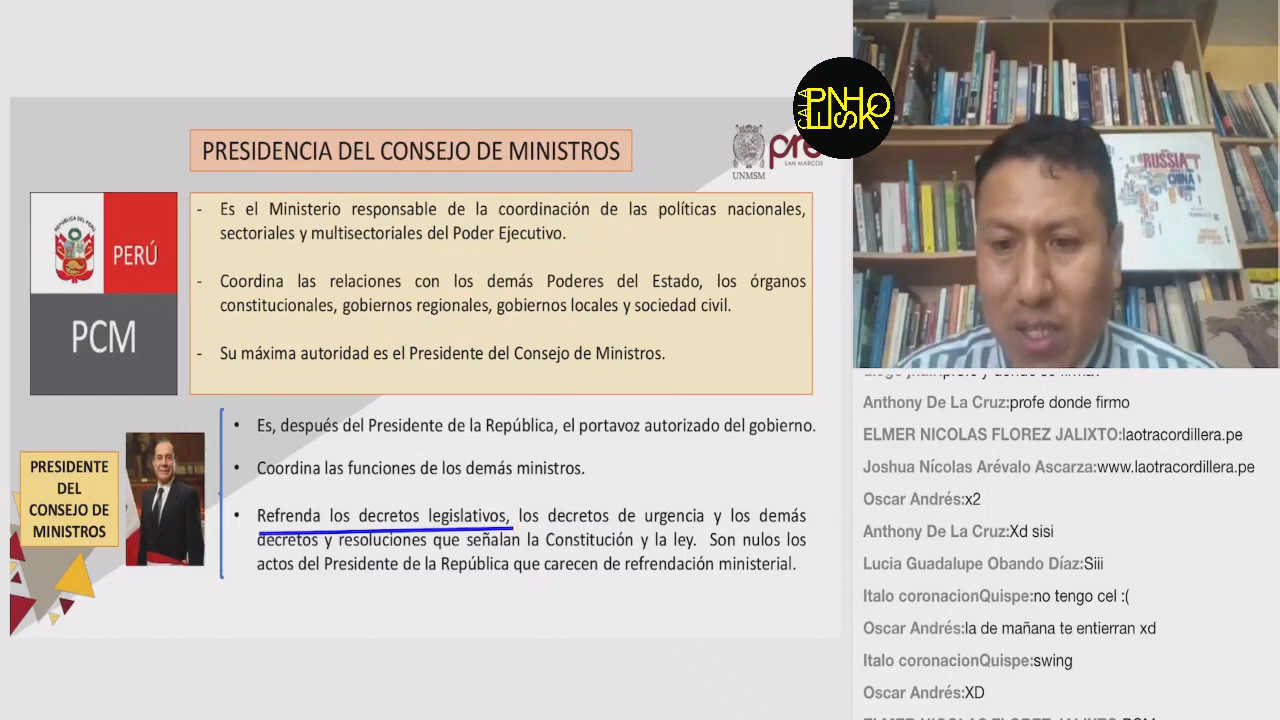 PRESIDENCIA DEL CONSEJO DE MINISTROS
pre
SAN MARCOS
UNMSM
CALA
PENHOESK
REPÚBLICA DEL PERÚ
PERÚ
PCM
- Es el Ministerio responsable de la coordinación de las políticas nacionales,
sectoriales y multisectoriales del Poder Ejecutivo.
- Coordina las relaciones con los demás Poderes del Estado, los órganos
constitucionales, gobiernos regionales, gobiernos locales y sociedad civil.
- Su máxima autoridad es el Presidente del Consejo de Ministros.
PRESIDENTE
DEL
CONSEJO DE
MINISTROS
• Es, después del Presidente de la República, el portavoz autorizado del gobierno.
• Coordina las funciones de los demás ministros.
• Refrenda los decretos legislativos, los decretos de urgencia y los demás
decretos y resoluciones que señalan la Constitución y la ley. Son nulos los
actos del Presidente de la República que carecen de refrendación ministerial.
RUSSIA
CHINA
Anthony De La Cruz:profe donde firmo
ELMER NICOLAS FLOREZ JALIXTO:laotracordillera.pe
Joshua Nícolas Arévalo Ascarza:www.laotracordillera.pe
Oscar Andrés:x2
Anthony De La Cruz:Xd sisi
Lucia Guadalupe Obando Díaz:Siii
Italo coronacionQuispe:no tengo cel :(
Oscar Andrés:la de mañana te entierran xd
Italo coronacionQuispe:swing
Oscar Andrés:XD
ELMER NICOLAS FLOREZ JALIXTO:PCM